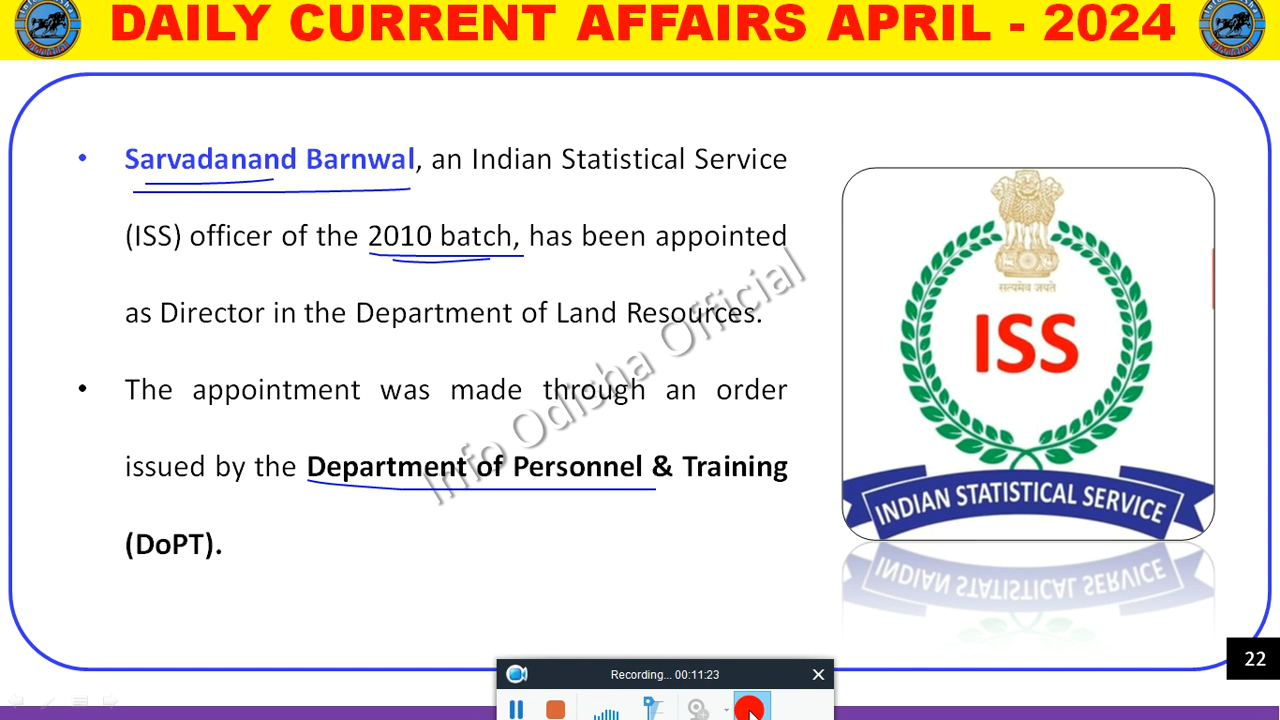 DAILY CURRENT AFFAIRS APRIL - 2024
• Sarvadanand Barnwal, an Indian Statistical Service
(ISS) officer of the 2010 batch, has been appointed
as Director in the Department of Land Resources.
• The appointment was made through an order
issued by the Department of Personnel & Training
(DoPT).
Info Odisha Official
सत्यमेव जयते
ISS
INDIAN STATISTICAL SERVICE
22
Recording... 00:11:23